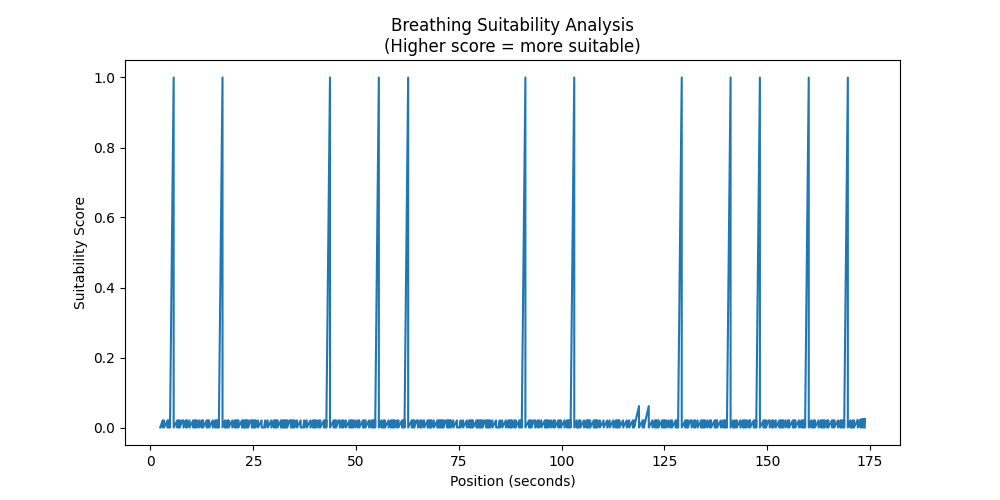 Breathing Suitability Analysis
(Higher score = more suitable)
Suitability Score
1.0
0.8
0.6
0.4
0.2
0.0
0 25 50 75 100 125 150 175
Position (seconds)